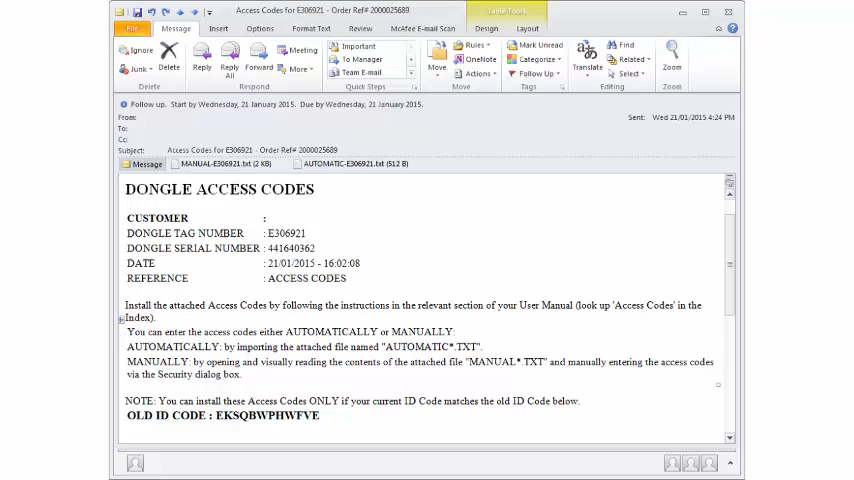 Access Codes for E306921 - Order Ref# 2000025689
Table Tools
File Message Insert Options Format Text Review McAfee E-mail Scan Design Layout
Ignore
Junk
Delete
Reply
Reply All
Forward
Meeting
More
Important
To Manager
Team E-mail
Move
Rules
OneNote
Actions
Mark Unread
Categorize
Follow Up
Translate
Find
Related
Select
Zoom
Delete Respond Quick Steps Move Tags Editing Zoom
Follow up. Start by Wednesday, 21 January 2015. Due by Wednesday, 21 January 2015.
From: Sent: Wed 21/01/2015 4:24 PM
To:
Cc:
Subject: Access Codes for E306921 - Order Ref# 2000025689
Message MANUAL-E306921.txt (2 KB) AUTOMATIC-E306921.txt (512 B)
DONGLE ACCESS CODES
CUSTOMER :
DONGLE TAG NUMBER : E306921
DONGLE SERIAL NUMBER : 441640362
DATE : 21/01/2015 - 16:02:08
REFERENCE : ACCESS CODES
Install the attached Access Codes by following the instructions in the relevant section of your User Manual (look up 'Access Codes' in the
Index).
You can enter the access codes either AUTOMATICALLY or MANUALLY:
AUTOMATICALLY: by importing the attached file named "AUTOMATIC*.TXT".
MANUALLY: by opening and visually reading the contents of the attached file "MANUAL*.TXT" and manually entering the access codes
via the Security dialog box.
NOTE: You can install these Access Codes ONLY if your current ID Code matches the old ID Code below.
OLD ID CODE : EKSQBWPHWFVE